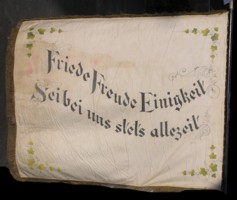 Friede Freude Einigkeit
Sei bei uns stets allezeit